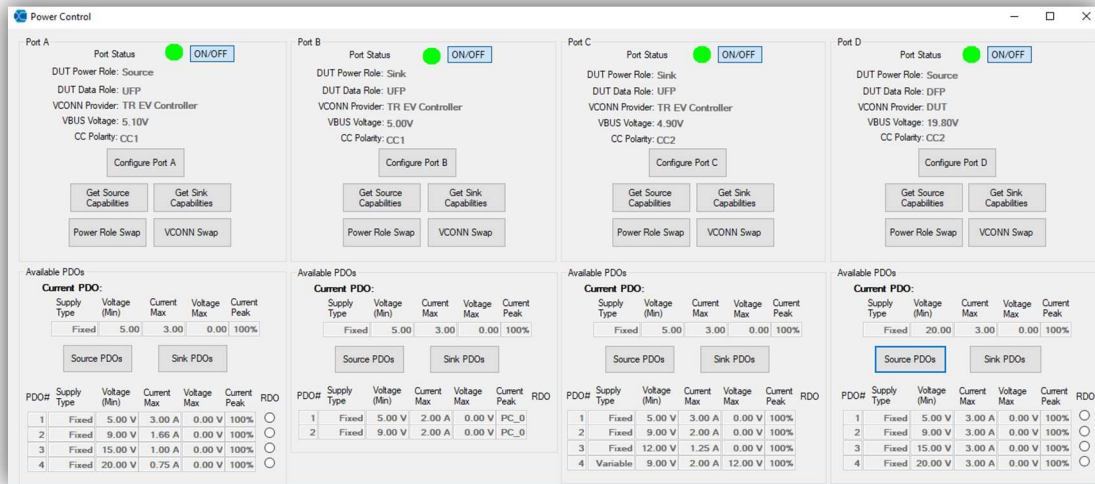 Power Control
Port A
Port Status ON/OFF
DUT Power Role: Source
DUT Data Role: UFP
VCONN Provider: TR EV Controller
VBUS Voltage: 5.10V
CC Polarity: CC1
Configure Port A
Get Source Capabilities Get Sink Capabilities
Power Role Swap VCONN Swap
Available PDOs
Current PDO:
Supply Type Voltage (Min) Current Max Voltage Max Current Peak
Fixed 5.00 3.00 0.00 100%
Source PDOs Sink PDOs
PDO# Supply Type Voltage (Min) Current Max Voltage Max Current Peak RDO
1 Fixed 5.00 V 3.00 A 0.00 V 100%
2 Fixed 9.00 V 1.66 A 0.00 V 100%
3 Fixed 15.00 V 1.00 A 0.00 V 100%
4 Fixed 20.00 V 0.75 A 0.00 V 100%
Port B
Port Status ON/OFF
DUT Power Role: Sink
DUT Data Role: UFP
VCONN Provider: TR EV Controller
VBUS Voltage: 5.00V
CC Polarity: CC1
Configure Port B
Get Source Capabilities Get Sink Capabilities
Power Role Swap VCONN Swap
Available PDOs
Current PDO:
Supply Type Voltage (Min) Current Max Voltage Max Current Peak
Fixed 5.00 3.00 0.00 100%
Source PDOs Sink PDOs
PDO# Supply Type Voltage (Min) Current Max Voltage Max Current Peak RDO
1 Fixed 5.00 V 2.00 A 0.00 V PC_0
2 Fixed 9.00 V 2.00 A 0.00 V PC_0
Port C
Port Status ON/OFF
DUT Power Role: Sink
DUT Data Role: UFP
VCONN Provider: TR EV Controller
VBUS Voltage: 4.90V
CC Polarity: CC2
Configure Port C
Get Source Capabilities Get Sink Capabilities
Power Role Swap VCONN Swap
Available PDOs
Current PDO:
Supply Type Voltage (Min) Current Max Voltage Max Current Peak
Fixed 5.00 3.00 0.00 100%
Source PDOs Sink PDOs
PDO# Supply Type Voltage (Min) Current Max Voltage Max Current Peak RDO
1 Fixed 5.00 V 3.00 A 0.00 V 100%
2 Fixed 9.00 V 2.00 A 0.00 V 100%
3 Fixed 12.00 V 1.25 A 0.00 V 100%
4 Variable 9.00 V 2.00 A 12.00 V 100%
Port D
Port Status ON/OFF
DUT Power Role: Source
DUT Data Role: DFP
VCONN Provider: DUT
VBUS Voltage: 19.80V
CC Polarity: CC2
Configure Port D
Get Source Capabilities Get Sink Capabilities
Power Role Swap VCONN Swap
Available PDOs
Current PDO:
Supply Type Voltage (Min) Current Max Voltage Max Current Peak
Fixed 20.00 3.00 0.00 100%
Source PDOs Sink PDOs
PDO# Supply Type Voltage (Min) Current Max Voltage Max Current Peak RDO
1 Fixed 5.00 V 3.00 A 0.00 V 100%
2 Fixed 9.00 V 3.00 A 0.00 V 100%
3 Fixed 15.00 V 3.00 A 0.00 V 100%
4 Fixed 20.00 V 3.00 A 0.00 V 100%